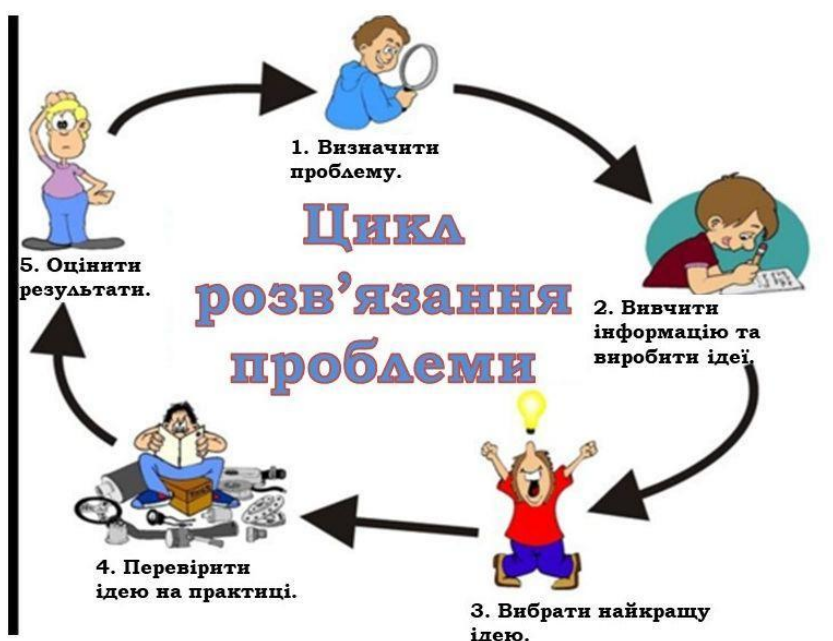 Цикл
розв’язання
проблеми
1. Визначити
проблему.
2. Вивчити
інформацію та
виробити ідеї.
3. Вибрати найкращу
ідею.
4. Перевірити
ідею на практиці.
5. Оцінити
результати.